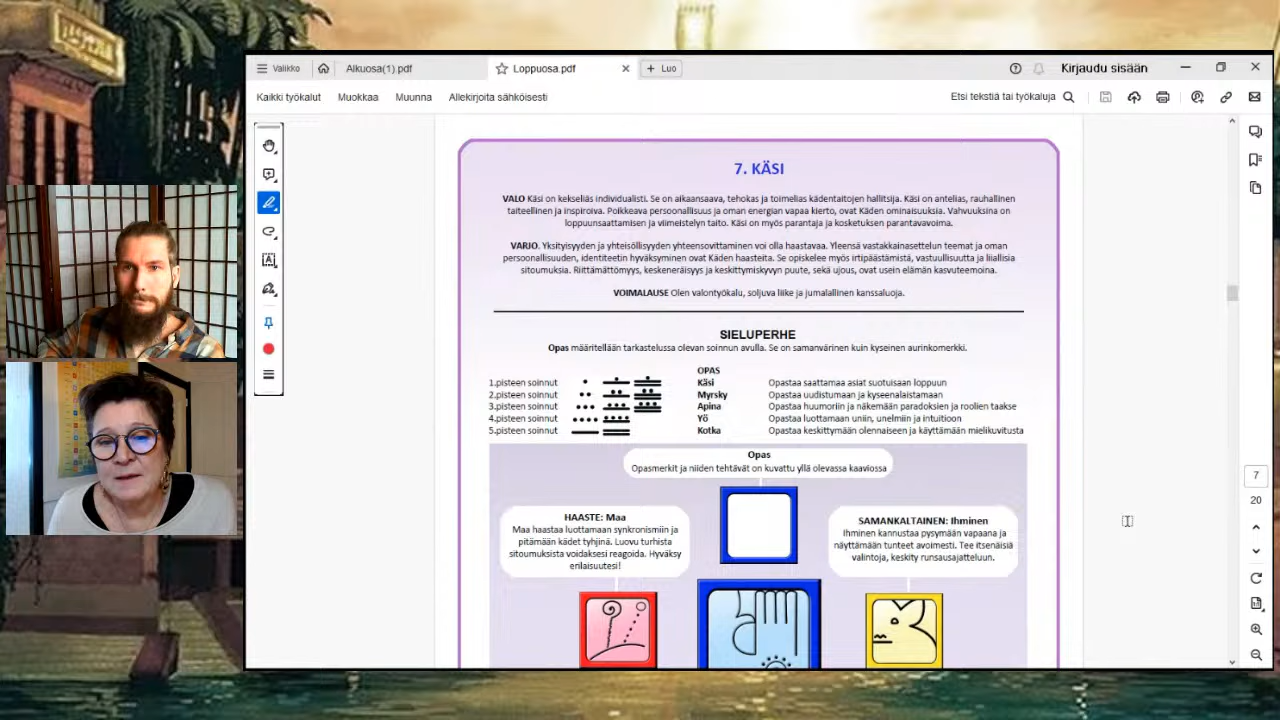 Valikko
Alkuosa(1).pdf
Loppuosa.pdf
Luo
Kirjaudu sisään
Kaikki työkalut
Muokkaa
Muunna
Allekirjoita sähköisesti
Etsi tekstiä tai työkaluja
7. KÄSI
VALO Käsi on kekseliäs individualisti. Se on aikaansaava, tehokas ja toimelias kädentaitojen hallitsija. Käsi on antelias, rauhallinen
taiteellinen ja inspiroiva. Poikkeava persoonallisuus ja oman energian vapaa kierto, ovat Käden ominaisuuksia. Vahvuuksina on
loppuunsaattamisen ja viimeistelyn taito. Käsi on myös parantaja ja kosketuksen parantavavoima.
VARJO. Yksityisyyden ja yhteisöllisyyden yhteensovittaminen voi olla haastavaa. Yleensä vastakkainasettelun teemat ja oman
persoonallisuuden, identiteetin hyväksyminen ovat Käden haasteita. Se opiskelee myös irtipäästämistä, vastuullisuutta ja liiallisia
sitoumuksia. Riittämättömyys, keskeneräisyys ja keskittymiskyvyn puute, sekä ujous, ovat usein elämän kasvuteemoina.
VOIMALAUSE Olen valontyökalu, soljuva liike ja jumalallinen kanssaluoja.
SIELUPERHE
Opas määritellään tarkastelussa olevan soinnun avulla. Se on samanvärinen kuin kyseinen aurinkomerkki.
OPAS
1.pisteen soinnut Käsi Opastaa saattamaa asiat suotuisaan loppuun
2.pisteen soinnut Myrsky Opastaa uudistumaan ja kyseenalaistamaan
3.pisteen soinnut Apina Opastaa huumoriin ja näkemään paradoksien ja roolien taakse
4.pisteen soinnut Yö Opastaa luottamaan uniin, unelmiin ja intuitioon
5.pisteen soinnut Kotka Opastaa keskittymään olennaiseen ja käyttämään mielikuvitusta
Opas
Opasmerkit ja niiden tehtävät on kuvattu yllä olevassa kaaviossa
HAASTE: Maa
Maa haastaa luottamaan synkronismiin ja
pitämään kädet tyhjinä. Luovu turhista
sitoumuksista voidaksesi reagoida. Hyväksy
erilaisuutesi!
SAMANKALTAINEN: Ihminen
Ihminen kannustaa pysymään vapaana ja
näyttämään tunteet avoimesti. Tee itsenäisiä
valintoja, keskity runsausajatteluun.
7
20